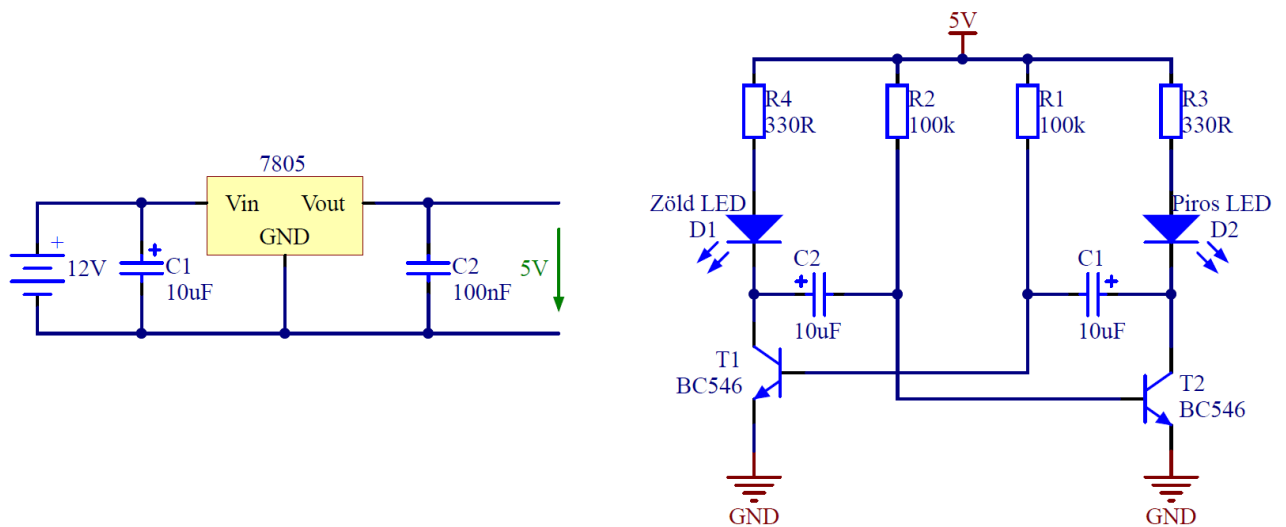 7805
Vin
Vout
GND
+
12V
+
C1
10uF
C2
100nF
5V
5V
R4
330R
R2
100k
R1
100k
R3
330R
Zöld LED
D1
Piros LED
D2
C2
+
10uF
C1
+
10uF
T1
BC546
T2
BC546
GND
GND